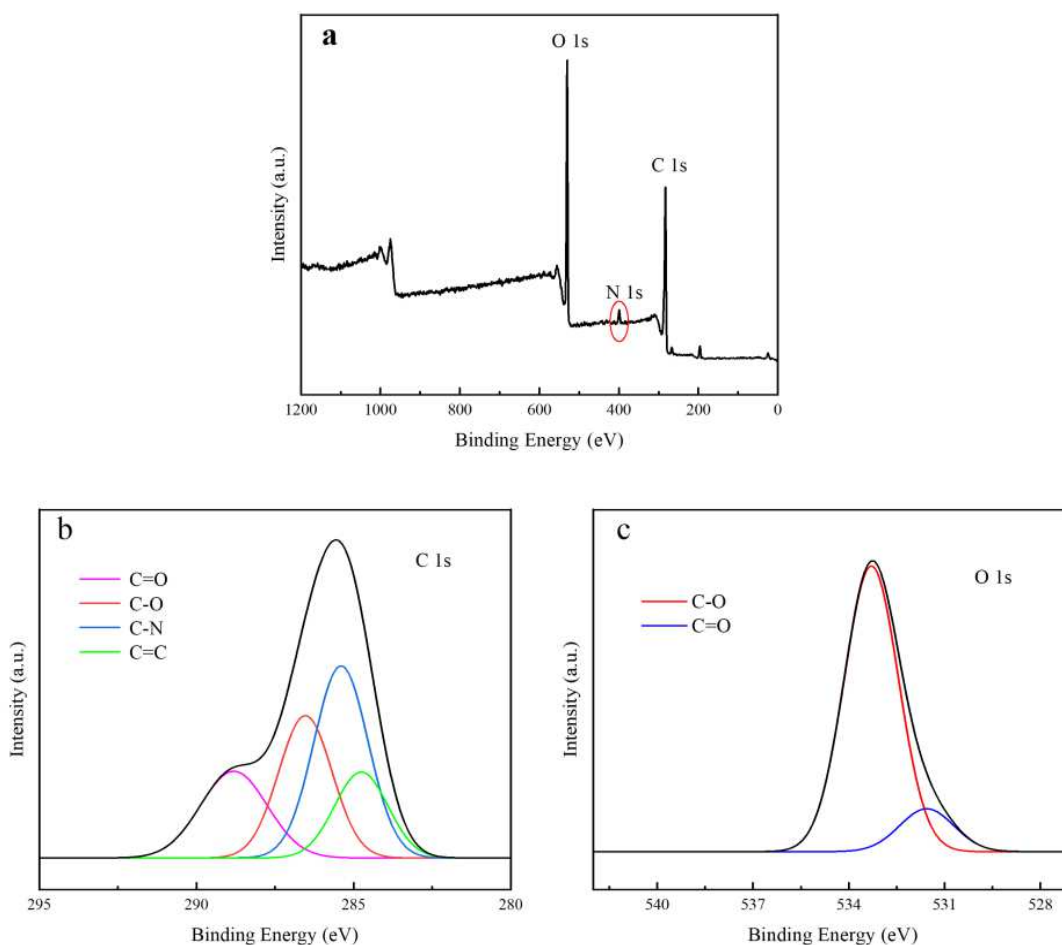 a
O 1s
C 1s
N 1s
Intensity (a.u.)
1200 1000 800 600 400 200 0
Binding Energy (eV)
b
C 1s
C=O
C-O
C-N
C=C
Intensity (a.u.)
295 290 285 280
Binding Energy (eV)
c
O 1s
C-O
C=O
Intensity (a.u.)
540 537 534 531 528
Binding Energy (eV)